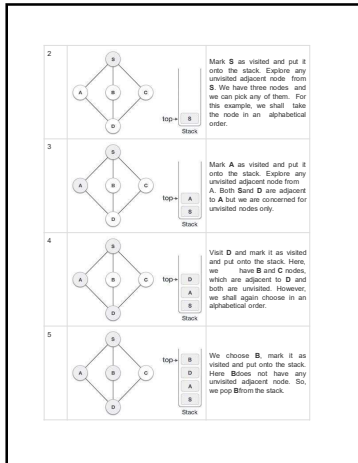 2
S
A
B
C
D
top
S
Stack
Mark S as visited and put it
onto the stack. Explore any
unvisited adjacent node from
S. We have three nodes and
we can pick any of them. For
this example, we shall take
the node in an alphabetical
order.
3
S
A
B
C
D
top
A
S
Stack
Mark A as visited and put it
onto the stack. Explore any
unvisited adjacent node from
A. Both Sand D are adjacent
to A but we are concerned for
unvisited nodes only.
4
S
A
B
C
D
top
D
A
S
Stack
Visit D and mark it as visited
and put onto the stack. Here,
we have B and C nodes,
which are adjacent to D and
both are unvisited. However,
we shall again choose in an
alphabetical order.
5
S
A
B
C
D
top
B
D
A
S
Stack
We choose B, mark it as
visited and put onto the stack.
Here Bdoes not have any
unvisited adjacent node. So,
we pop Bfrom the stack.